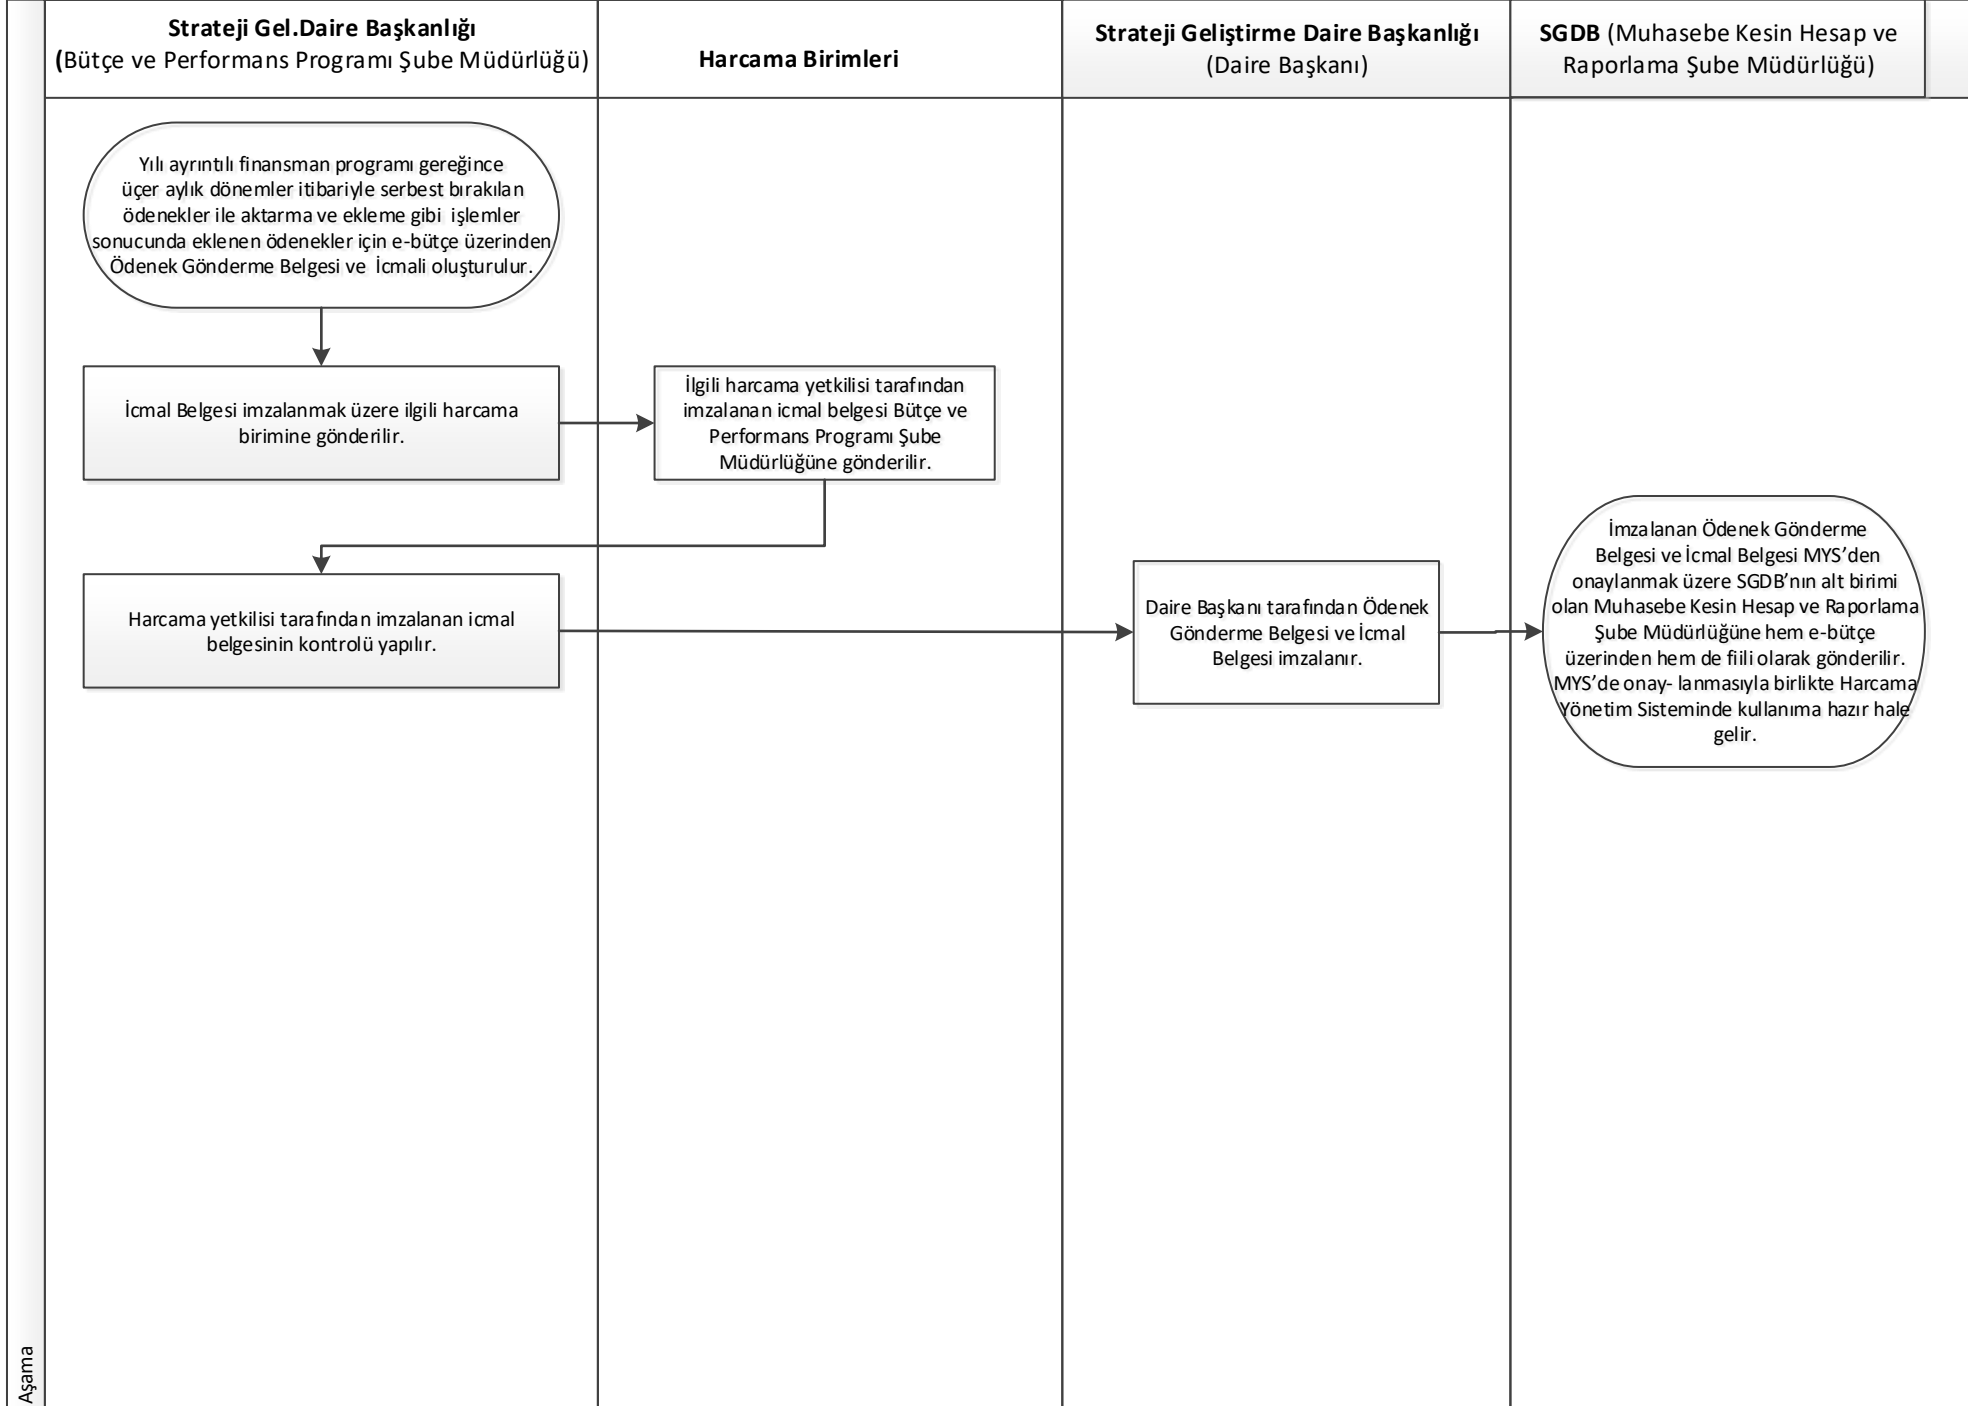 Strateji Gel.Daire Başkanlığı
(Bütçe ve Performans Programı Şube Müdürlüğü)
Harcama Birimleri
Strateji Geliştirme Daire Başkanlığı
(Daire Başkanı)
SGDB (Muhasebe Kesin Hesap ve
Raporlama Şube Müdürlüğü)
Yılı ayrıntılı finansman programı gereğince
üçer aylık dönemler itibariyle serbest bırakılan
ödenekler ile aktarma ve ekleme gibi işlemler
sonucunda eklenen ödenekler için e-bütçe üzerinden
Ödenek Gönderme Belgesi ve İcmali oluşturulur.
İcmal Belgesi imzalanmak üzere ilgili harcama
birimine gönderilir.
İlgili harcama yetkilisi tarafından
imzalanan icmal belgesi Bütçe ve
Performans Programı Şube
Müdürlüğüne gönderilir.
Harcama yetkilisi tarafından imzalanan icmal
belgesinin kontrolü yapılır.
Daire Başkanı tarafından Ödenek
Gönderme Belgesi ve İcmal
Belgesi imzalanır.
İmzalanan Ödenek Gönderme
Belgesi ve İcmal Belgesi MYS’den
onaylanmak üzere SGDB’nın alt birimi
olan Muhasebe Kesin Hesap ve Raporlama
Şube Müdürlüğüne hem e-bütçe
üzerinden hem de fiili olarak gönderilir.
MYS’de onay- lanmasıyla birlikte Harcama
Yönetim Sisteminde kullanıma hazır hale
gelir.
Aşama